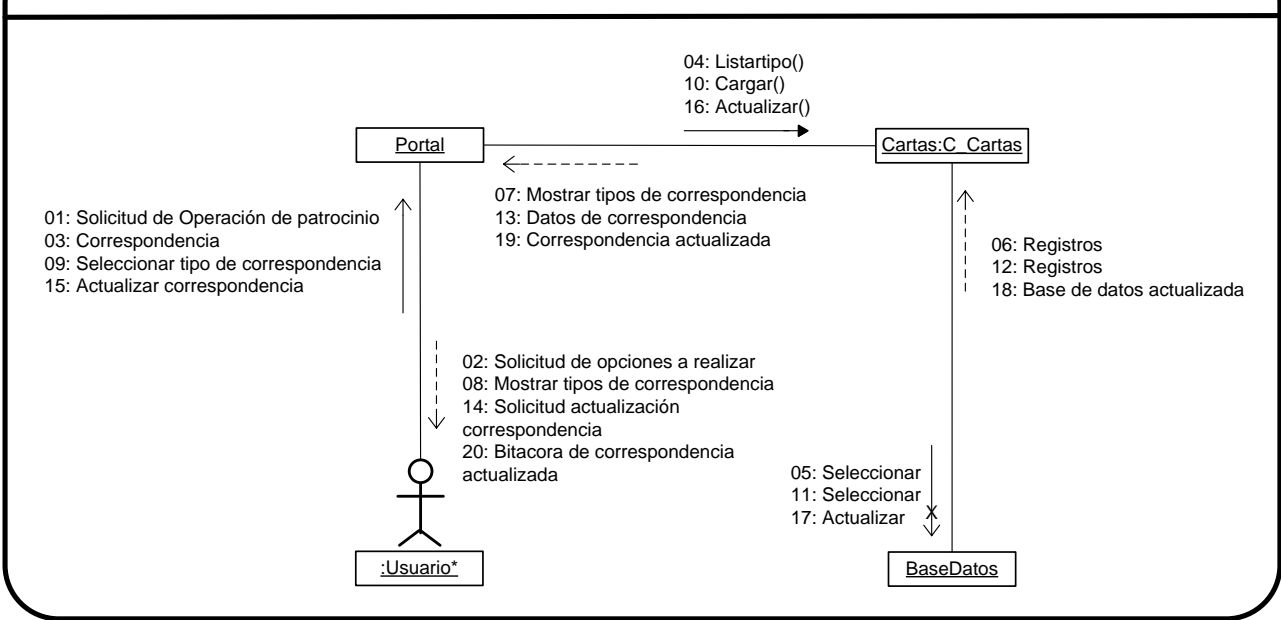 04: Listartipo()
10: Cargar()
16: Actualizar()
Portal
Cartas:C_Cartas
01: Solicitud de Operación de patrocinio
03: Correspondencia
09: Seleccionar tipo de correspondencia
15: Actualizar correspondencia
07: Mostrar tipos de correspondencia
13: Datos de correspondencia
19: Correspondencia actualizada
06: Registros
12: Registros
18: Base de datos actualizada
02: Solicitud de opciones a realizar
08: Mostrar tipos de correspondencia
14: Solicitud actualización
correspondencia
20: Bitacora de correspondencia
actualizada
05: Seleccionar
11: Seleccionar
17: Actualizar
X
:Usuario*
BaseDatos